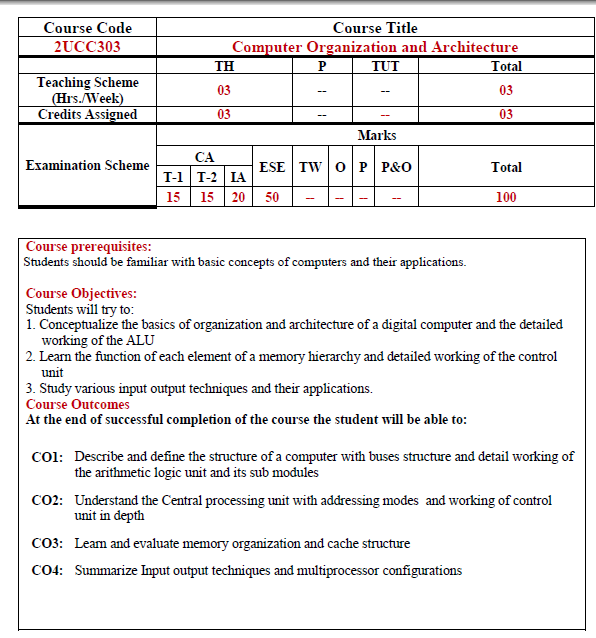 Course Code Course Title
2UCC303 Computer Organization and Architecture
TH P TUT Total
Teaching Scheme
(Hrs./Week) 03 -- -- 03
Credits Assigned 03 -- -- 03
Examination Scheme Marks
CA ESE TW O P P&O Total
T-1 T-2 IA
15 15 20 50 -- -- -- -- 100
Course prerequisites:
Students should be familiar with basic concepts of computers and their applications.
Course Objectives:
Students will try to:
1. Conceptualize the basics of organization and architecture of a digital computer and the detailed
working of the ALU
2. Learn the function of each element of a memory hierarchy and detailed working of the control
unit
3. Study various input output techniques and their applications.
Course Outcomes
At the end of successful completion of the course the student will be able to:
CO1: Describe and define the structure of a computer with buses structure and detail working of
the arithmetic logic unit and its sub modules
CO2: Understand the Central processing unit with addressing modes and working of control
unit in depth
CO3: Learn and evaluate memory organization and cache structure
CO4: Summarize Input output techniques and multiprocessor configurations